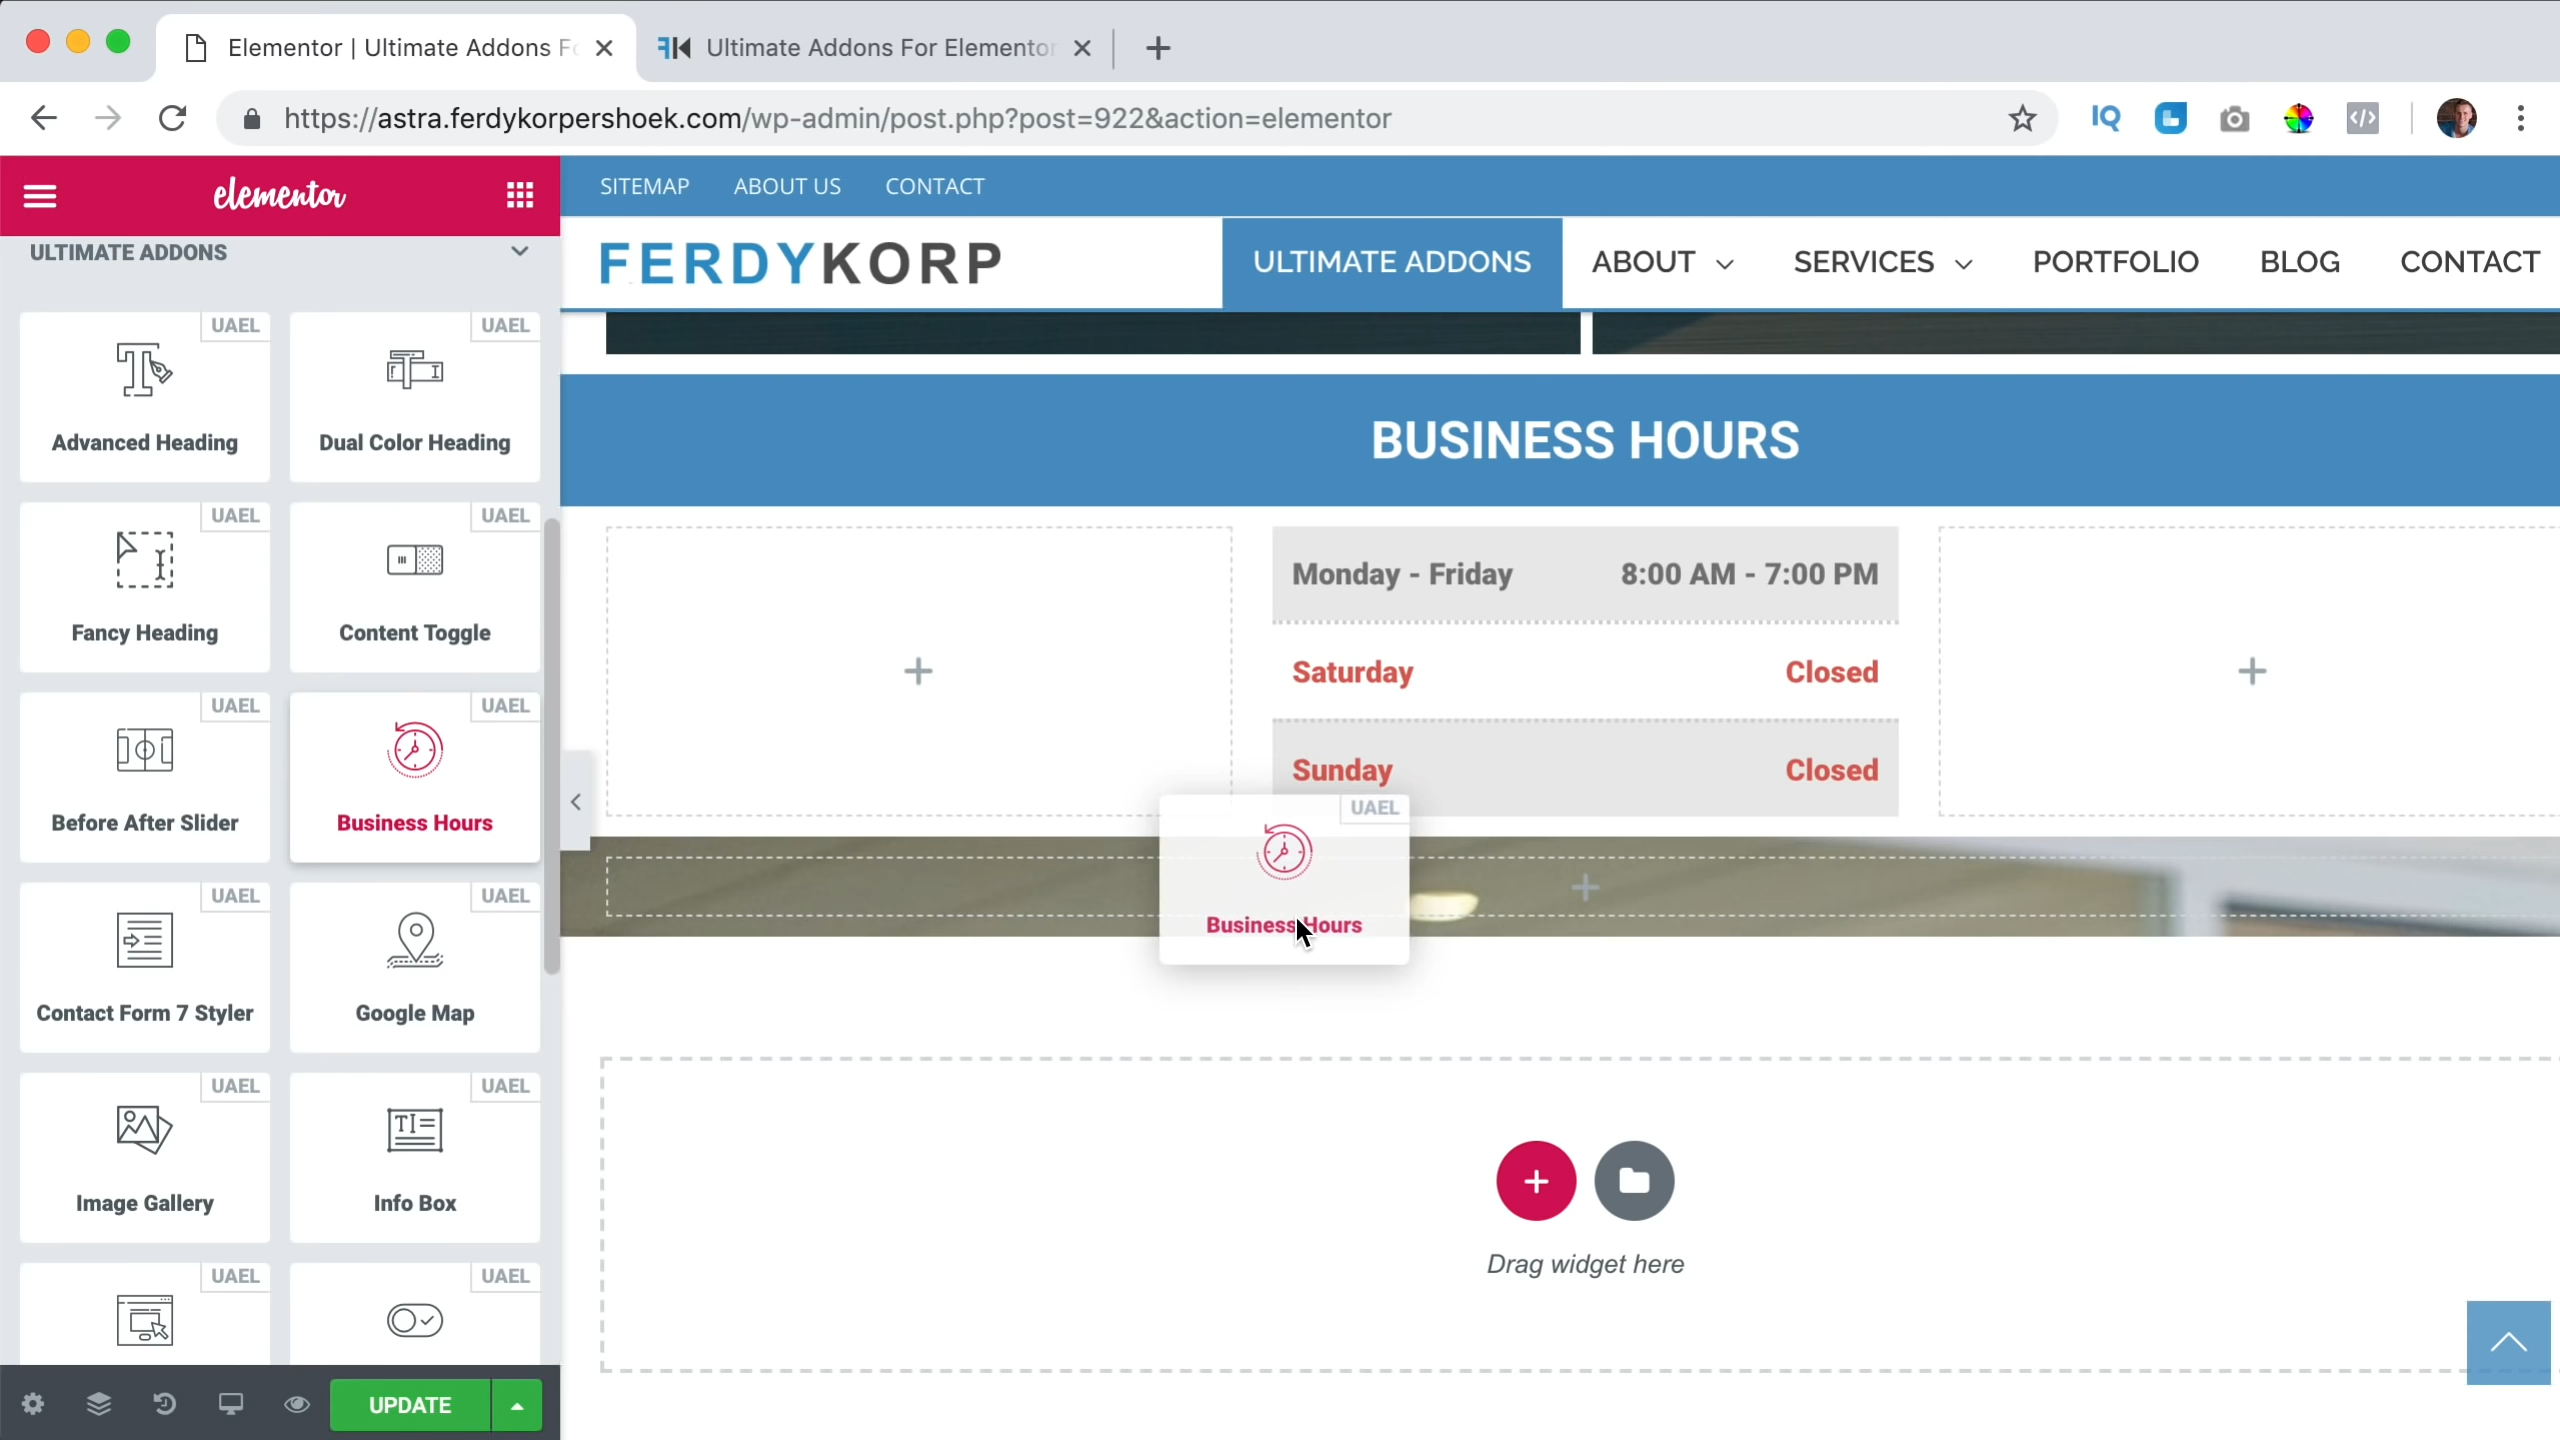 Elementor | Ultimate Addons Fo
Ultimate Addons For Elementor
https://astra.ferdykorpershoek.com/wp-admin/post.php?post=922&action=elementor
IQ
elementor
SITEMAP ABOUT US CONTACT
FERDYKORP
ULTIMATE ADDONS ABOUT SERVICES PORTFOLIO BLOG CONTACT
ULTIMATE ADDONS
UAEL
Advanced Heading
UAEL
Dual Color Heading
UAEL
Fancy Heading
UAEL
Content Toggle
UAEL
Before After Slider
UAEL
Business Hours
UAEL
Contact Form 7 Styler
UAEL
Google Map
UAEL
Image Gallery
UAEL
Info Box
UAEL
UAEL
UPDATE
BUSINESS HOURS
Monday - Friday 8:00 AM - 7:00 PM
Saturday Closed
Sunday Closed
UAEL
Business Hours
Drag widget here